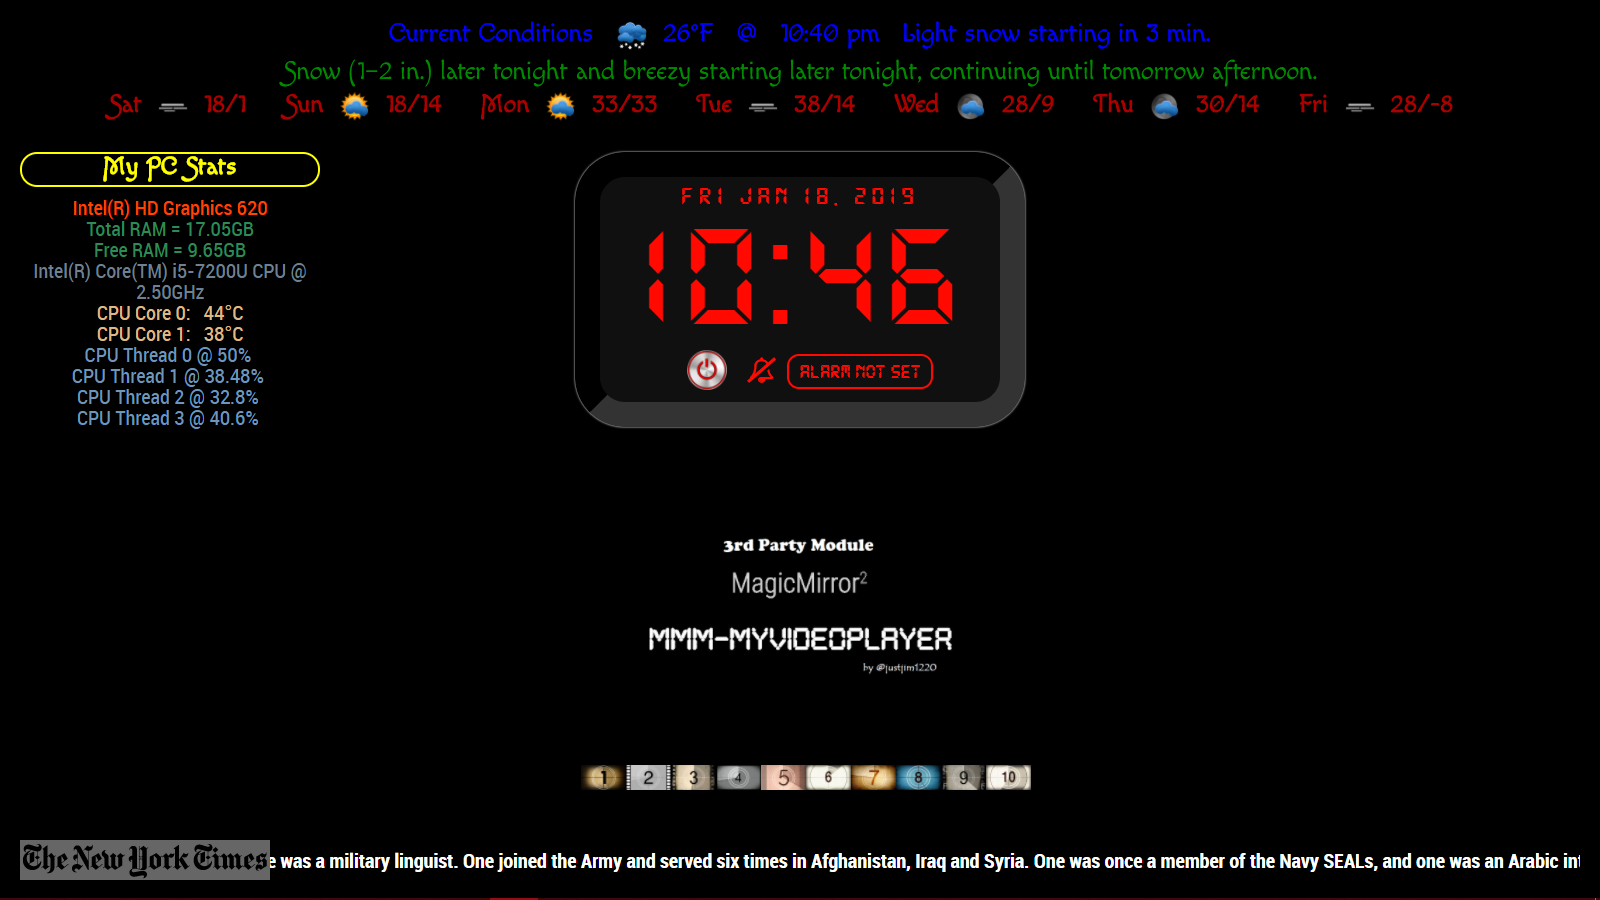 Current Conditions 26°F @ 10:40 pm Light snow starting in 3 min.
Snow (1–2 in.) later tonight and breezy starting later tonight, continuing until tomorrow afternoon.
Sat 18/1 Sun 18/14 Mon 33/33 Tue 38/14 Wed 28/9 Thu 30/14 Fri 28/-8
My PC Stats
Intel(R) HD Graphics 620
Total RAM = 17.05GB
Free RAM = 9.65GB
Intel(R) Core(TM) i5-7200U CPU @
2.50GHz
CPU Core 0: 44°C
CPU Core 1: 38°C
CPU Thread 0 @ 50%
CPU Thread 1 @ 38.48%
CPU Thread 2 @ 32.8%
CPU Thread 3 @ 40.6%
FRI JAN 18, 2019
10:46
ALARM NOT SET
3rd Party Module
MagicMirror²
MMM-MYVIDEOPLAYER
by @justjim1220
1 2 3 4 5 6 7 8 9 10
The New York Times e was a military linguist. One joined the Army and served six times in Afghanistan, Iraq and Syria. One was once a member of the Navy SEALs, and one was an Arabic int